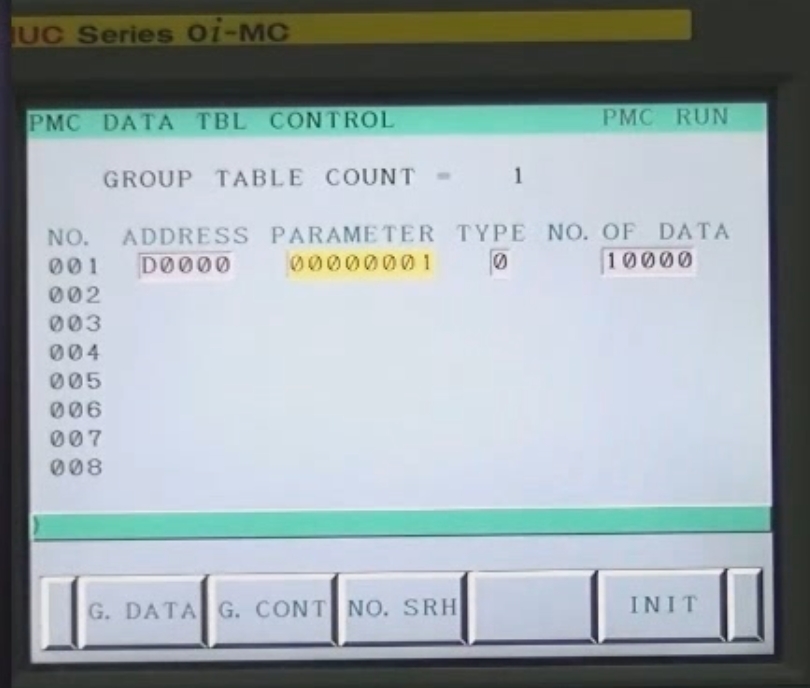 UC Series 0i-MC
PMC DATA TBL CONTROL PMC RUN
GROUP TABLE COUNT = 1
NO. ADDRESS PARAMETER TYPE NO. OF DATA
001 D0000 00000001 0 10000
002
003
004
005
006
007
008
)
G. DATA G. CONT NO. SRH INIT